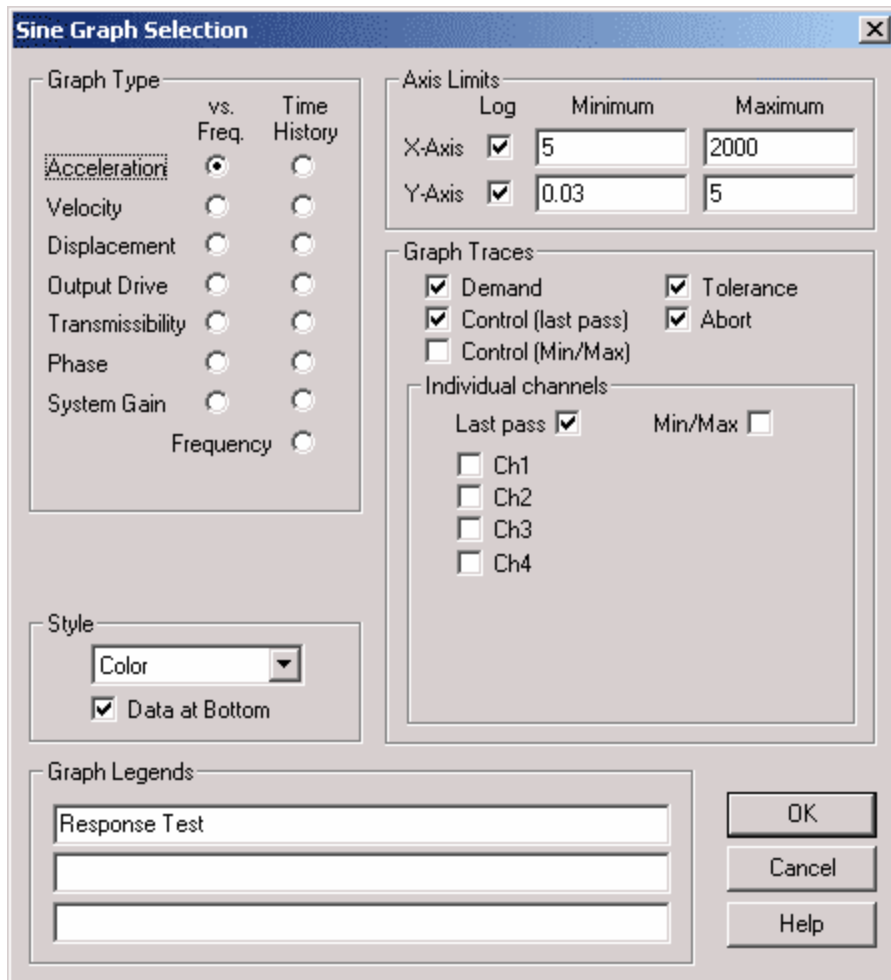 Sine Graph Selection
Graph Type
vs. Freq.
Time History
Acceleration
Velocity
Displacement
Output Drive
Transmissibility
Phase
System Gain
Frequency
Axis Limits
Log Minimum Maximum
X-Axis 5 2000
Y-Axis 0.03 5
Graph Traces
Demand Tolerance
Control (last pass) Abort
Control (Min/Max)
Individual channels
Last pass Min/Max
Ch1
Ch2
Ch3
Ch4
Style
Color
Data at Bottom
Graph Legends
Response Test
OK
Cancel
Help